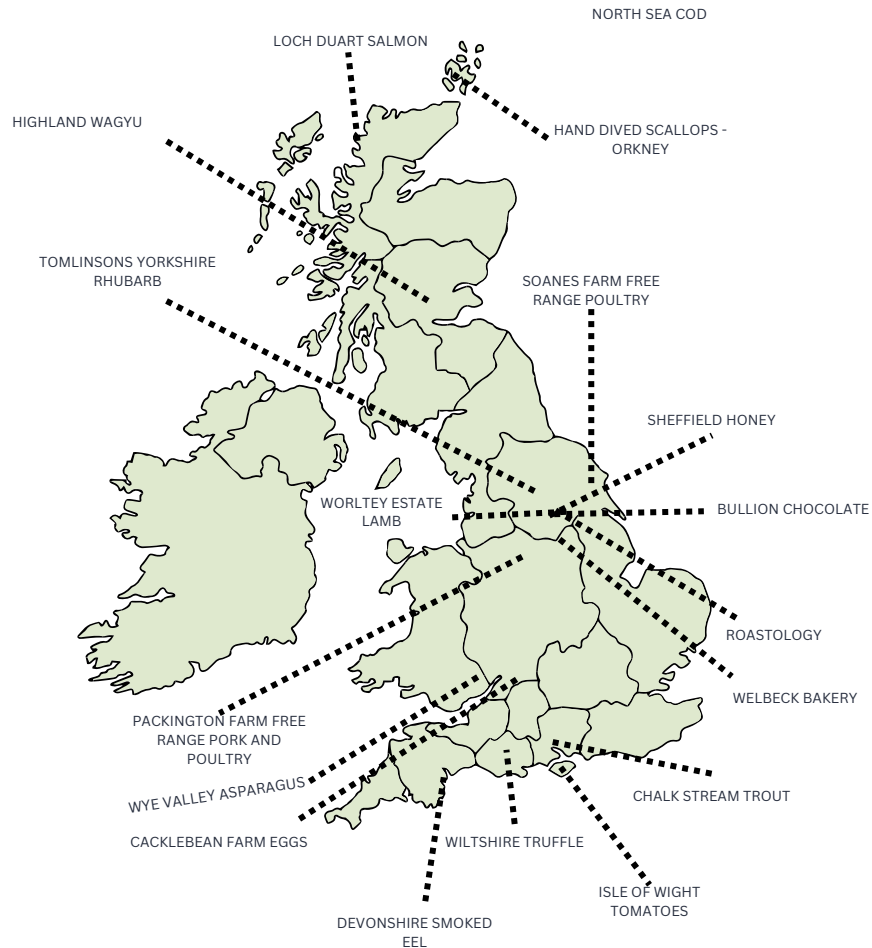 NORTH SEA COD
LOCH DUART SALMON
HIGHLAND WAGYU
HAND DIVED SCALLOPS -
ORKNEY
TOMLINSONS YORKSHIRE
RHUBARB
SOANES FARM FREE
RANGE POULTRY
SHEFFIELD HONEY
WORLTEY ESTATE
LAMB
BULLION CHOCOLATE
ROASTOLOGY
WELBECK BAKERY
PACKINGTON FARM FREE
RANGE PORK AND
POULTRY
WYE VALLEY ASPARAGUS
CHALK STREAM TROUT
CACKLEBEAN FARM EGGS
WILTSHIRE TRUFFLE
ISLE OF WIGHT
TOMATOES
DEVONSHIRE SMOKED
EEL